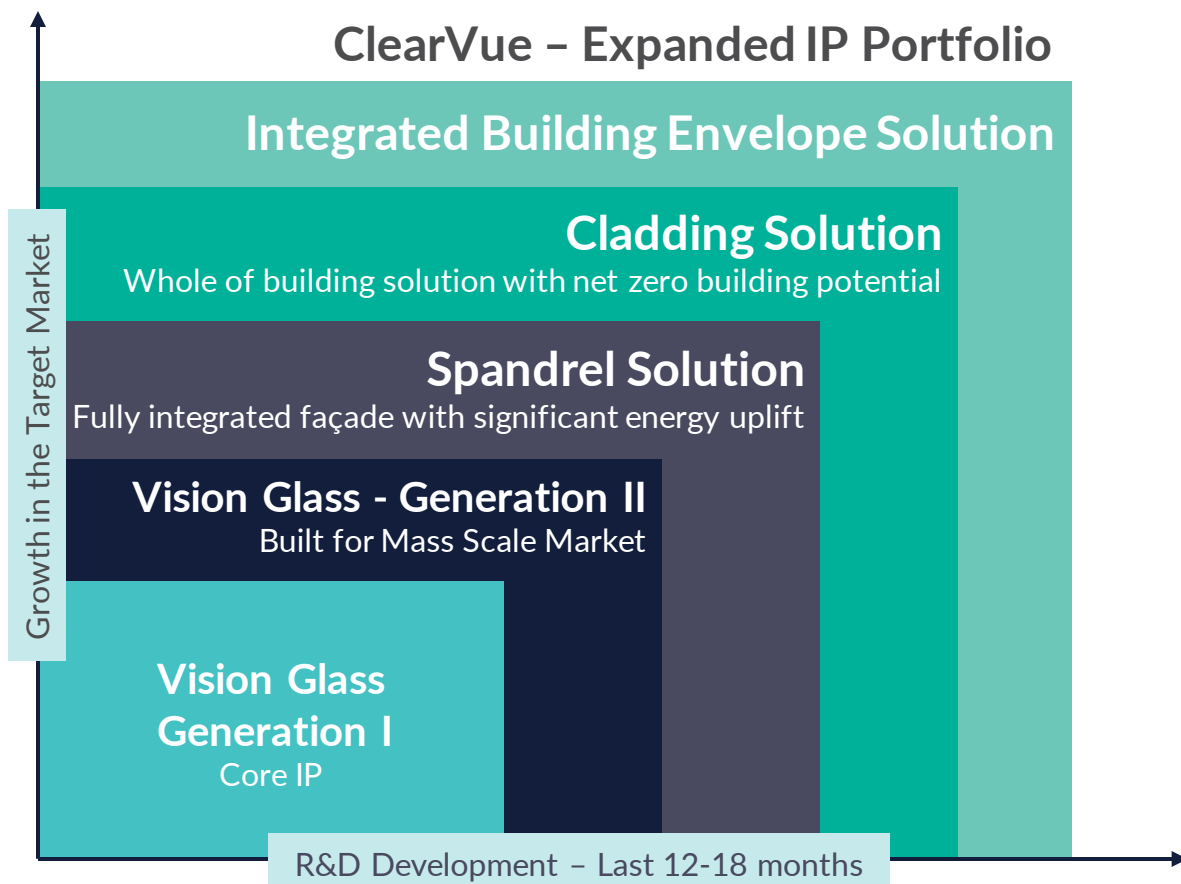 ClearVue – Expanded IP Portfolio
Integrated Building Envelope Solution
Cladding Solution
Whole of building solution with net zero building potential
Spandrel Solution
Fully integrated façade with significant energy uplift
Vision Glass - Generation II
Built for Mass Scale Market
Vision Glass
Generation I
Core IP
Growth in the Target Market
R&D Development – Last 12-18 months